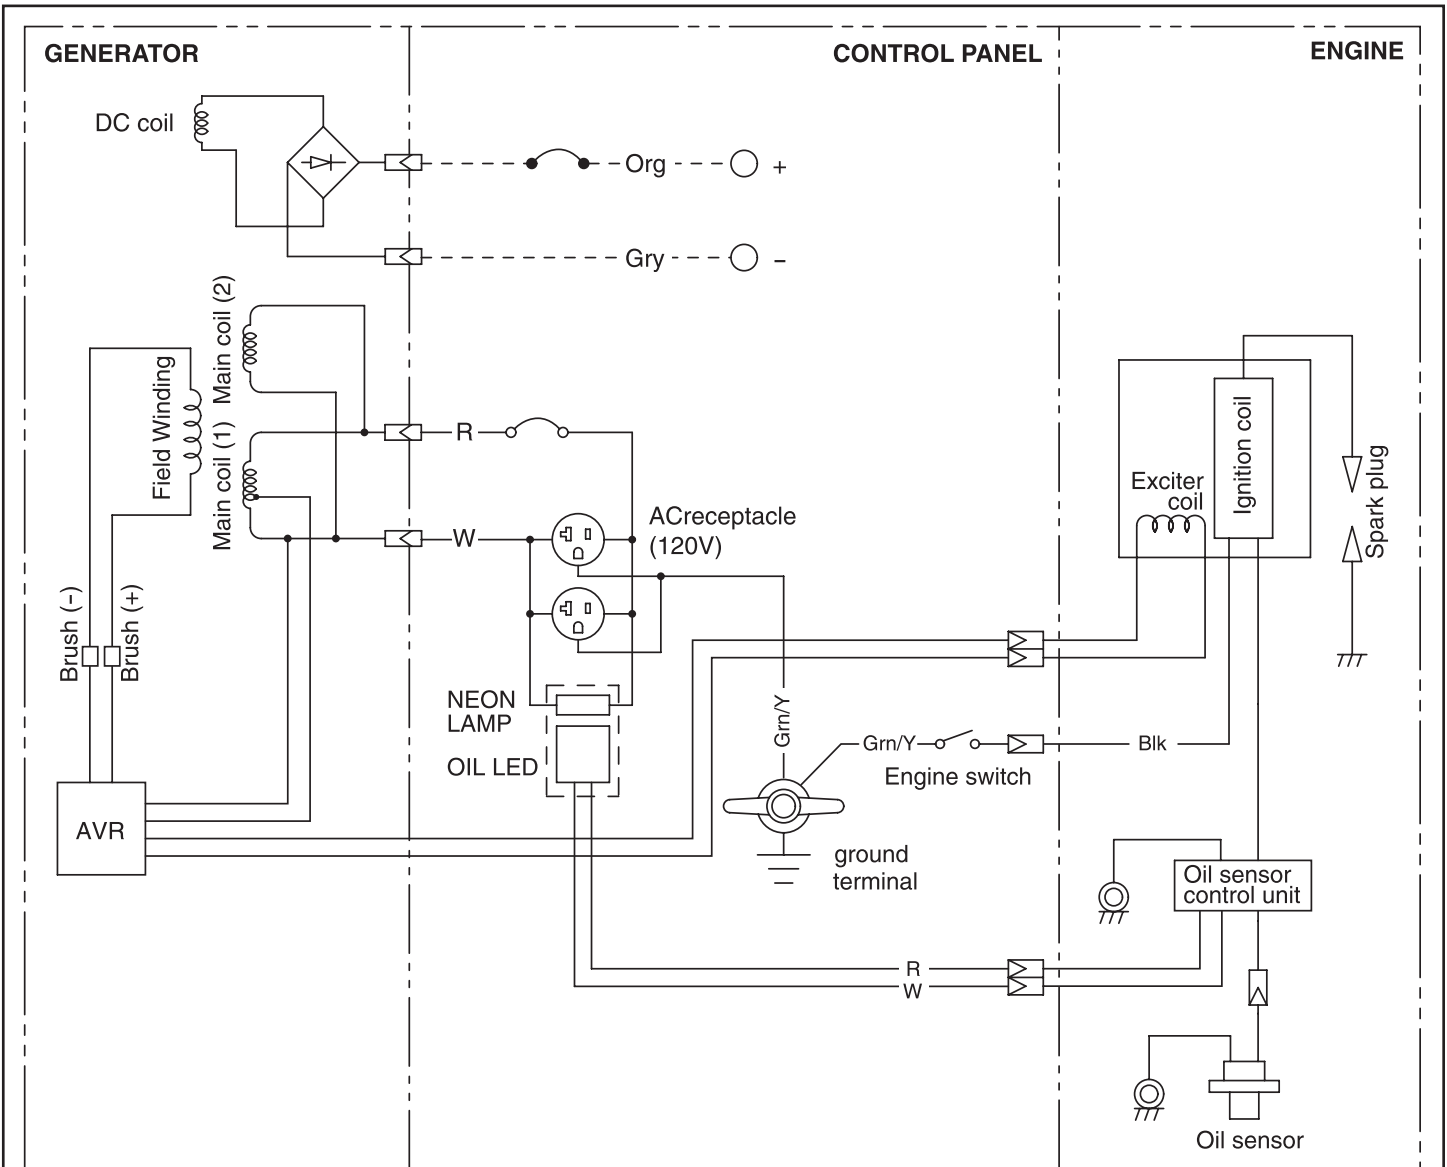 GENERATOR
CONTROL PANEL
ENGINE
DC coil
Org
+
Gry
–
Main coil (2)
Field Winding
Main coil (1)
R
W
ACreceptacle
(120V)
Exciter
coil
Ignition coil
Spark plug
Brush (-)
Brush (+)
NEON
LAMP
OIL LED
Grn/Y
Grn/Y
Blk
Engine switch
AVR
ground
terminal
Oil sensor
control unit
R
W
Oil sensor